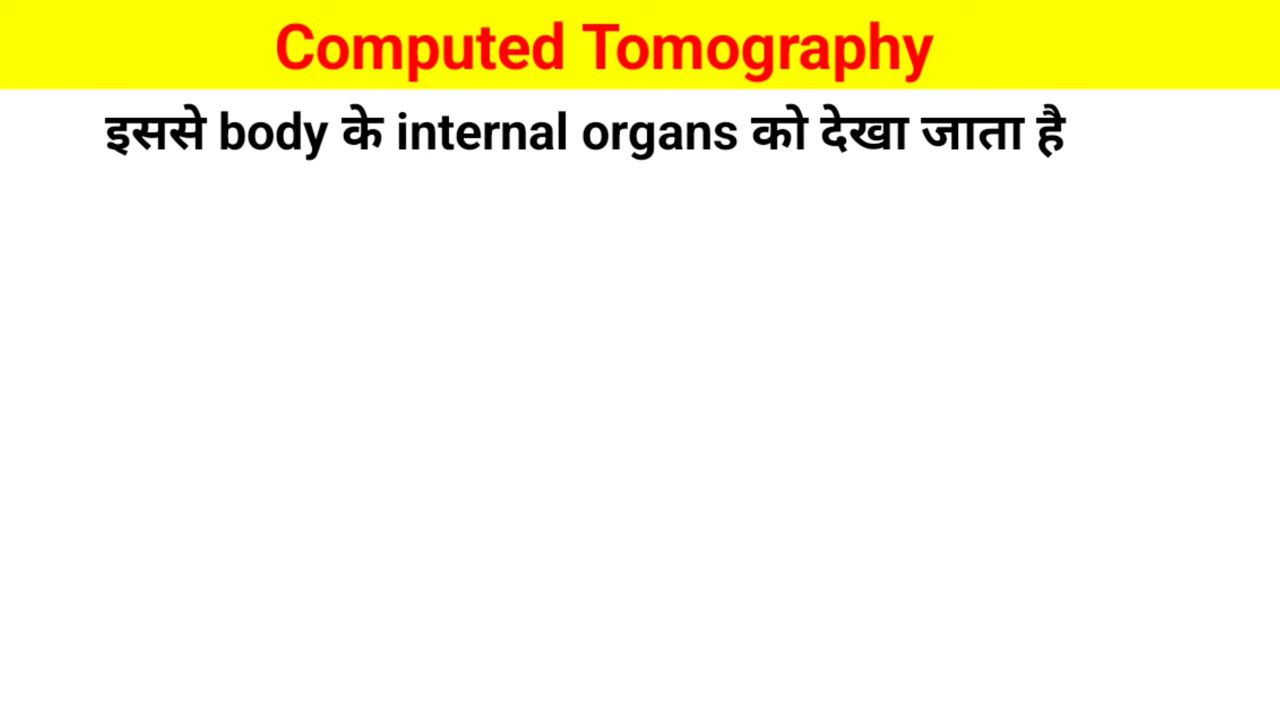 Computed Tomography
इससे body के internal organs को देखा जाता है